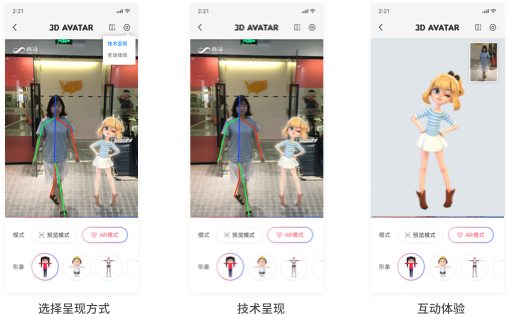 2:21
3D AVATAR
技术呈现
互动体验
模式
预览模式
AR模式
形象
选择呈现方式
2:21
3D AVATAR
模式
预览模式
AR模式
形象
技术呈现
2:21
3D AVATAR
模式
预览模式
AR模式
形象
互动体验